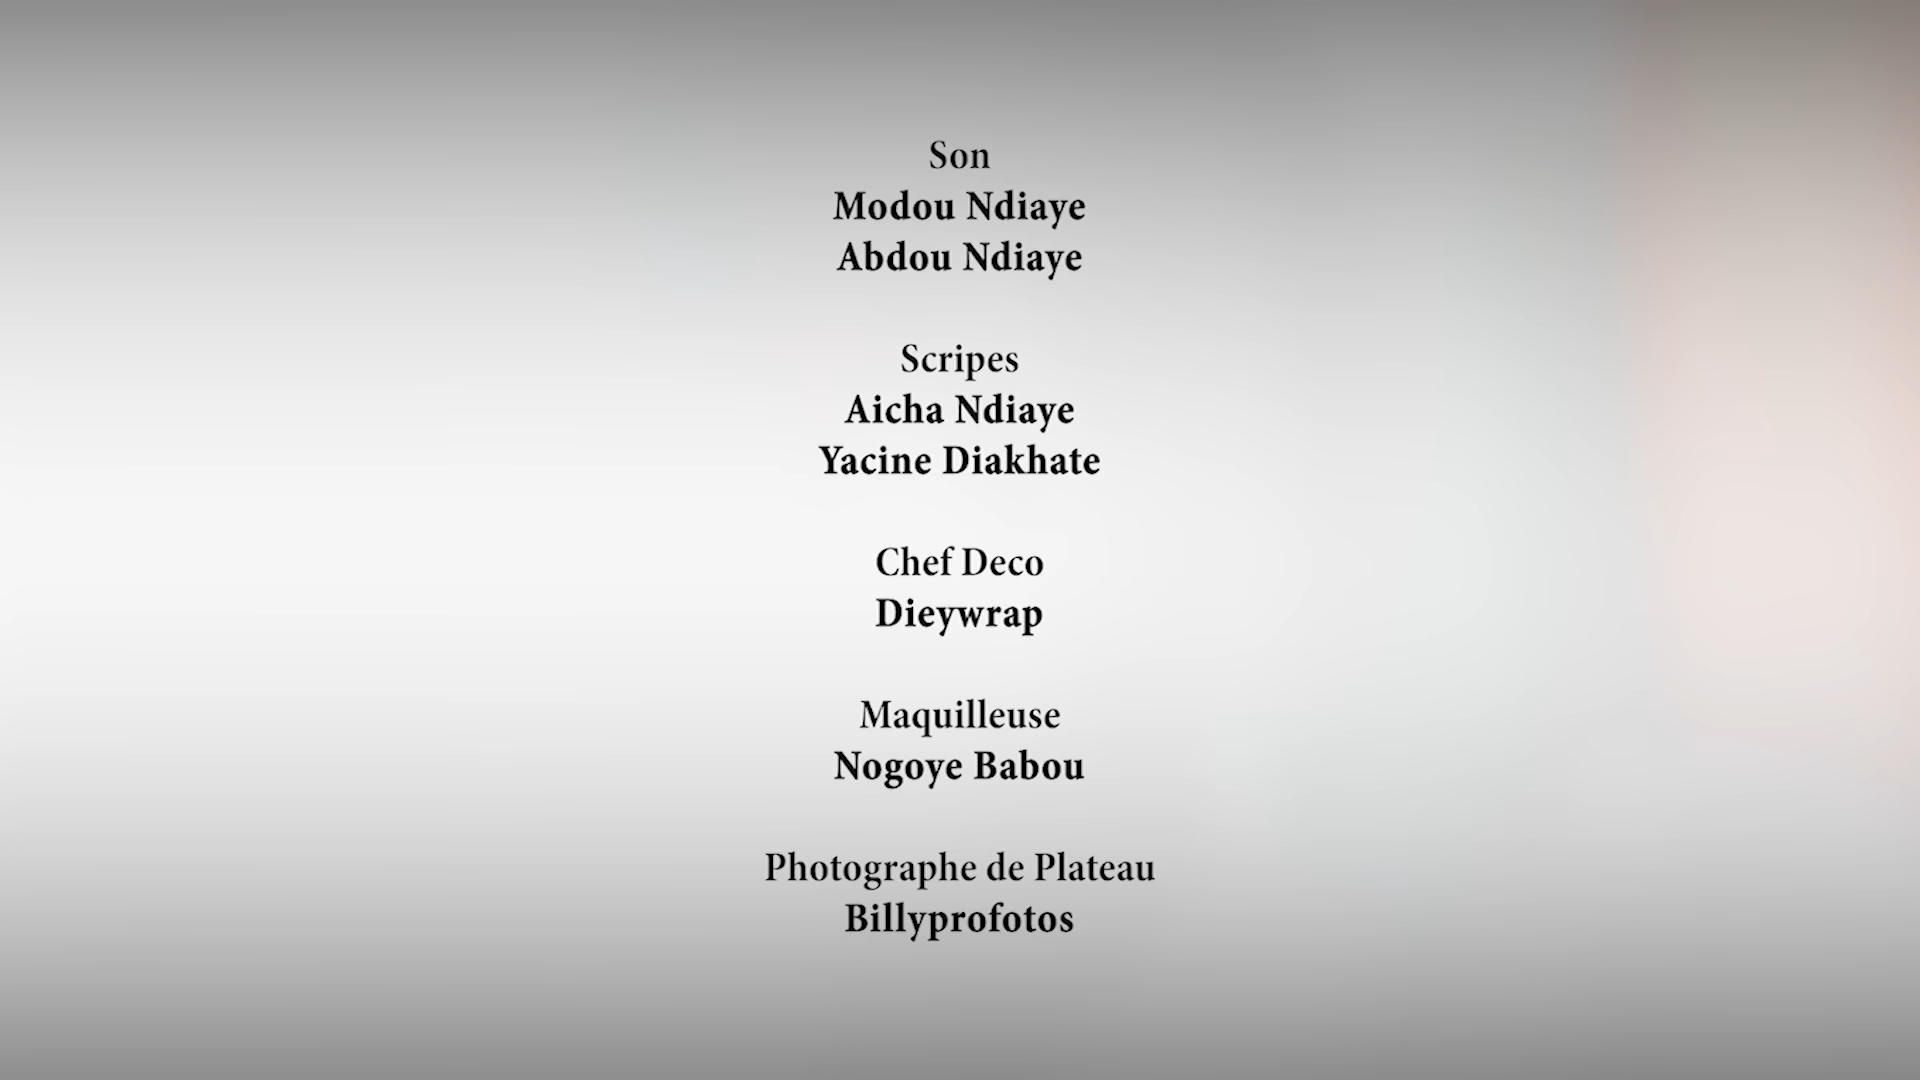 Son
Modou Ndiaye
Abdou Ndiaye
Scripes
Aicha Ndiaye
Yacine Diakhate
Chef Deco
Dieywrap
Maquilleuse
Nogoye Babou
Photographe de Plateau
Billyprofotos